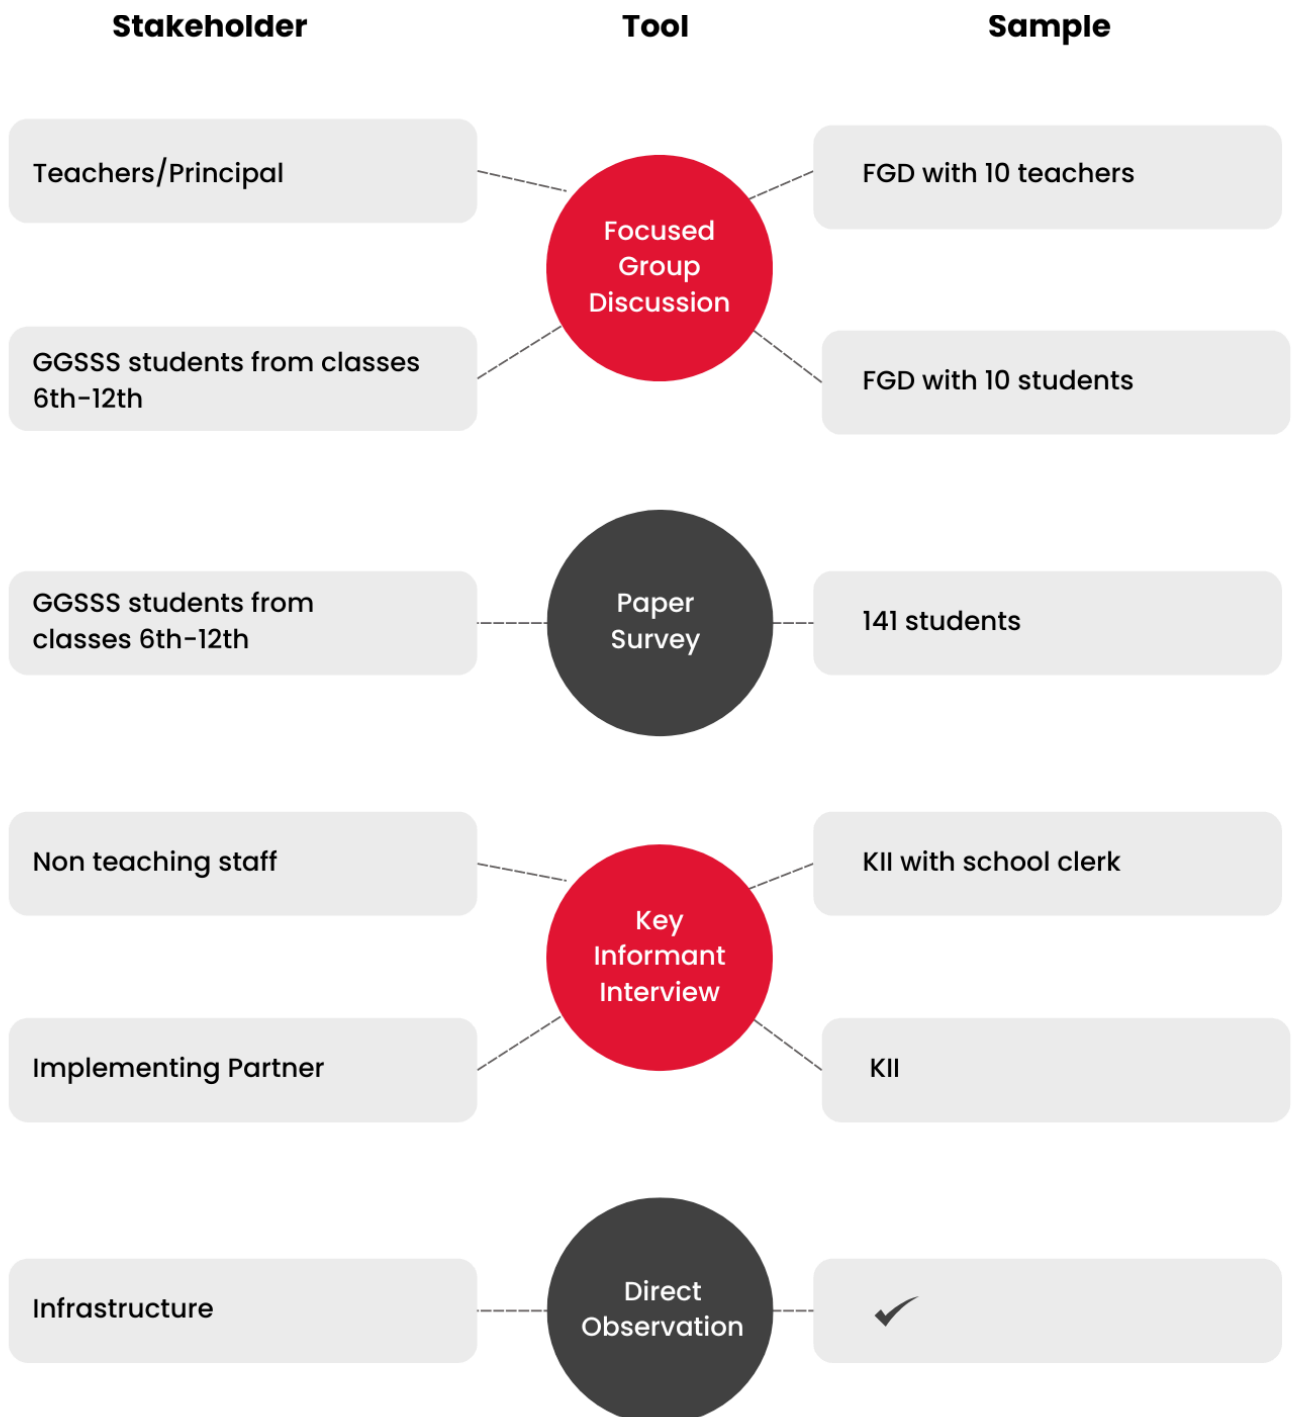 Stakeholder
Tool
Sample
Teachers/Principal
Focused
Group
Discussion
FGD with 10 teachers
GGSSS students from classes
6th-12th
FGD with 10 students
GGSSS students from
classes 6th-12th
Paper
Survey
141 students
Non teaching staff
Key
Informant
Interview
KII with school clerk
Implementing Partner
KII
Infrastructure
Direct
Observation